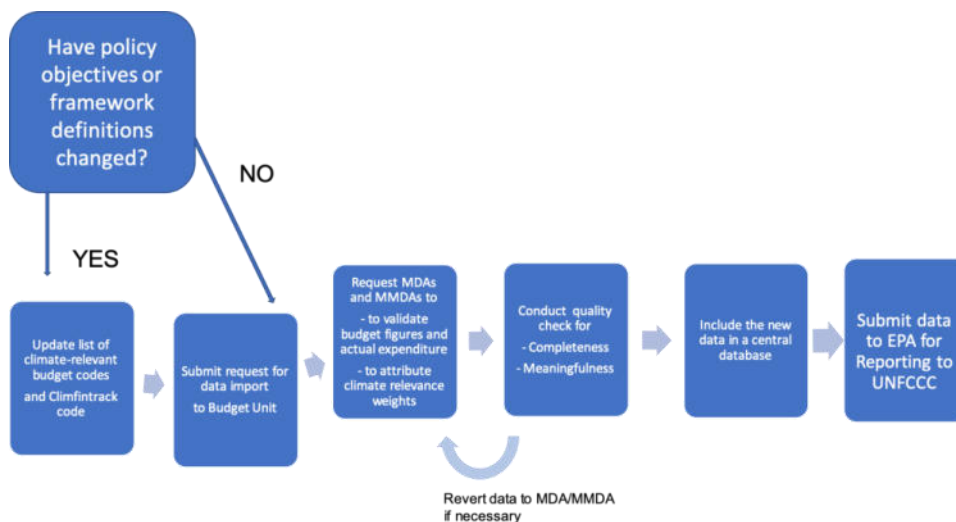 Have policy
objectives or
framework
definitions
changed?
NO
YES
Update list of
climate-relevant
budget codes
and Climfintrack
code
Submit request for
data import
to Budget Unit
Request MDAs
and MMDAs to
- to validate
budget figures and
actual expenditure
- to attribute
climate relevance
weights
Conduct quality
check for
- Completeness
- Meaningfulness
Include the new
data in a central
database
Submit data
to EPA for
Reporting to
UNFCCC
Revert data to MDA/MMDA
if necessary